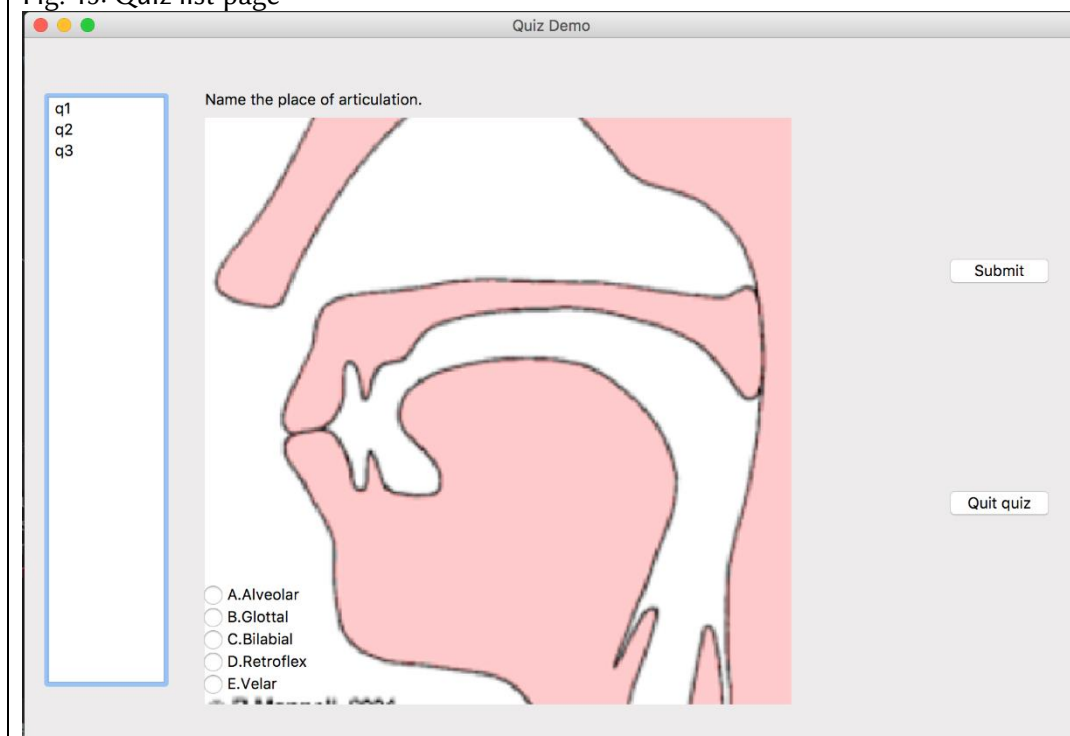 Fig. 43: Quiz list page
Quiz Demo
q1
q2
q3
Name the place of articulation.
Submit
Quit quiz
A.Alveolar
B.Glottal
C.Bilabial
D.Retroflex
E.Velar